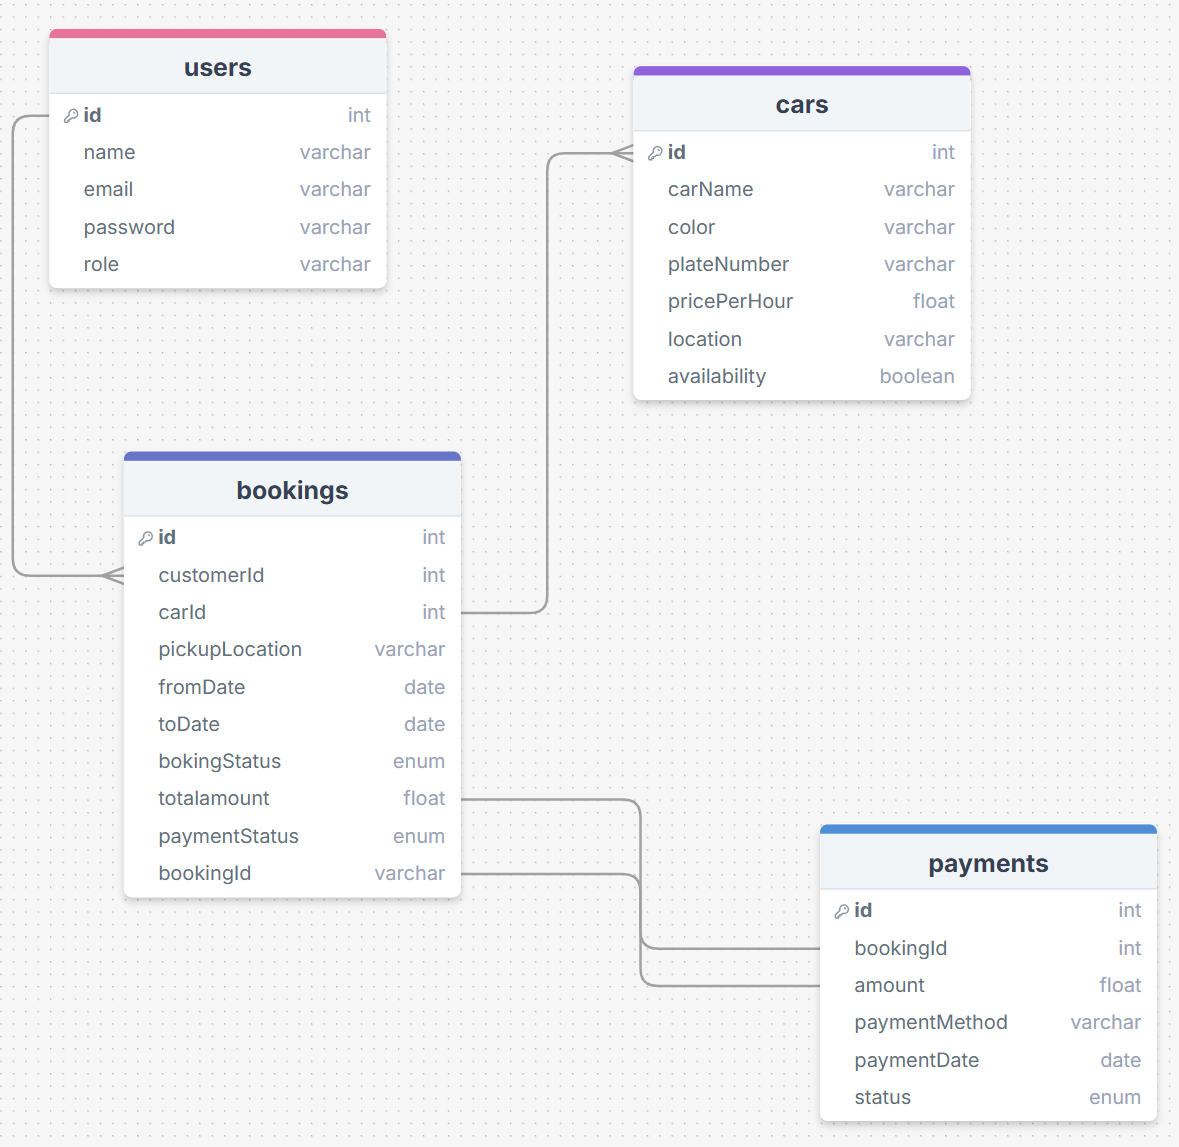 users
id int
name varchar
email varchar
password varchar
role varchar
cars
id int
carName varchar
color varchar
plateNumber varchar
pricePerHour float
location varchar
availability boolean
bookings
id int
customerId int
carId int
pickupLocation varchar
fromDate date
toDate date
bokingStatus enum
totalamount float
paymentStatus enum
bookingId varchar
payments
id int
bookingId int
amount float
paymentMethod varchar
paymentDate date
status enum